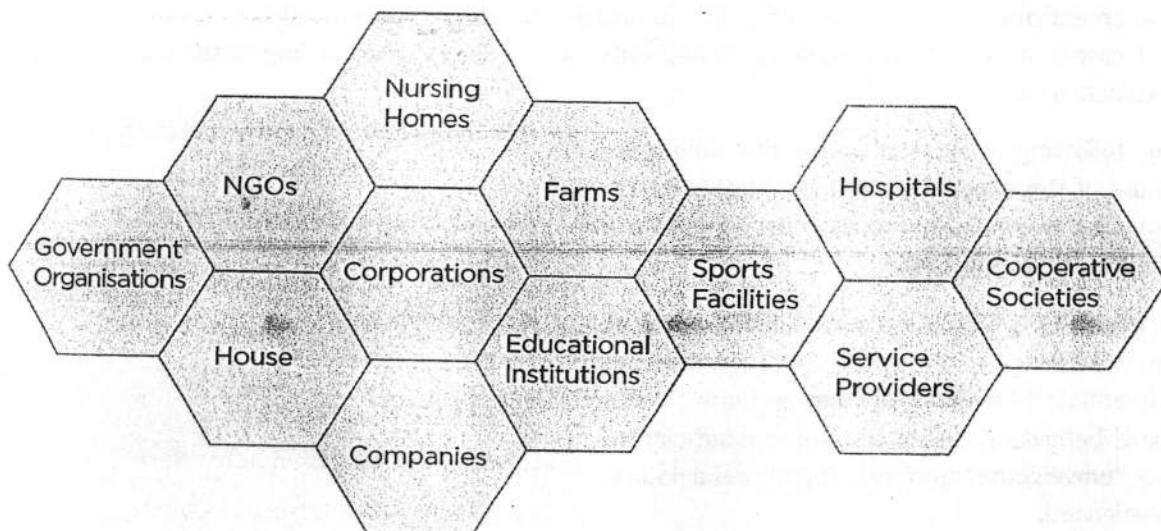 Nursing
Homes
NGOs
Farms
Hospitals
Government
Organisations
Corporations
Sports
Facilities
Cooperative
Societies
House
Educational
Institutions
Service
Providers
Companies